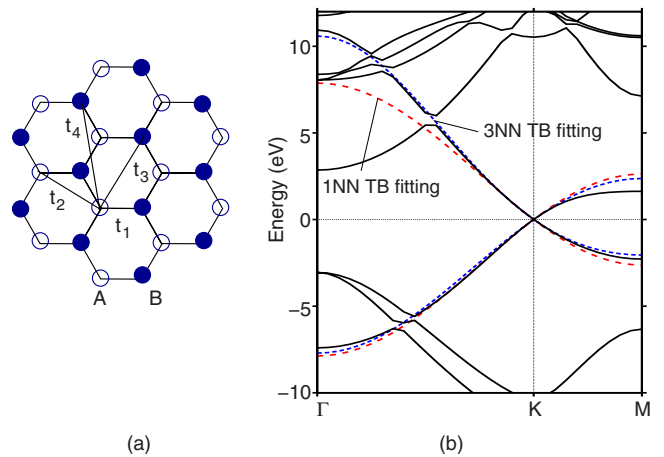 t4
t3
t2
t1
A B
(a)
10
5
0
−5
−10
Energy (eV)
3NN TB fitting
1NN TB fitting
Γ K M
(b)